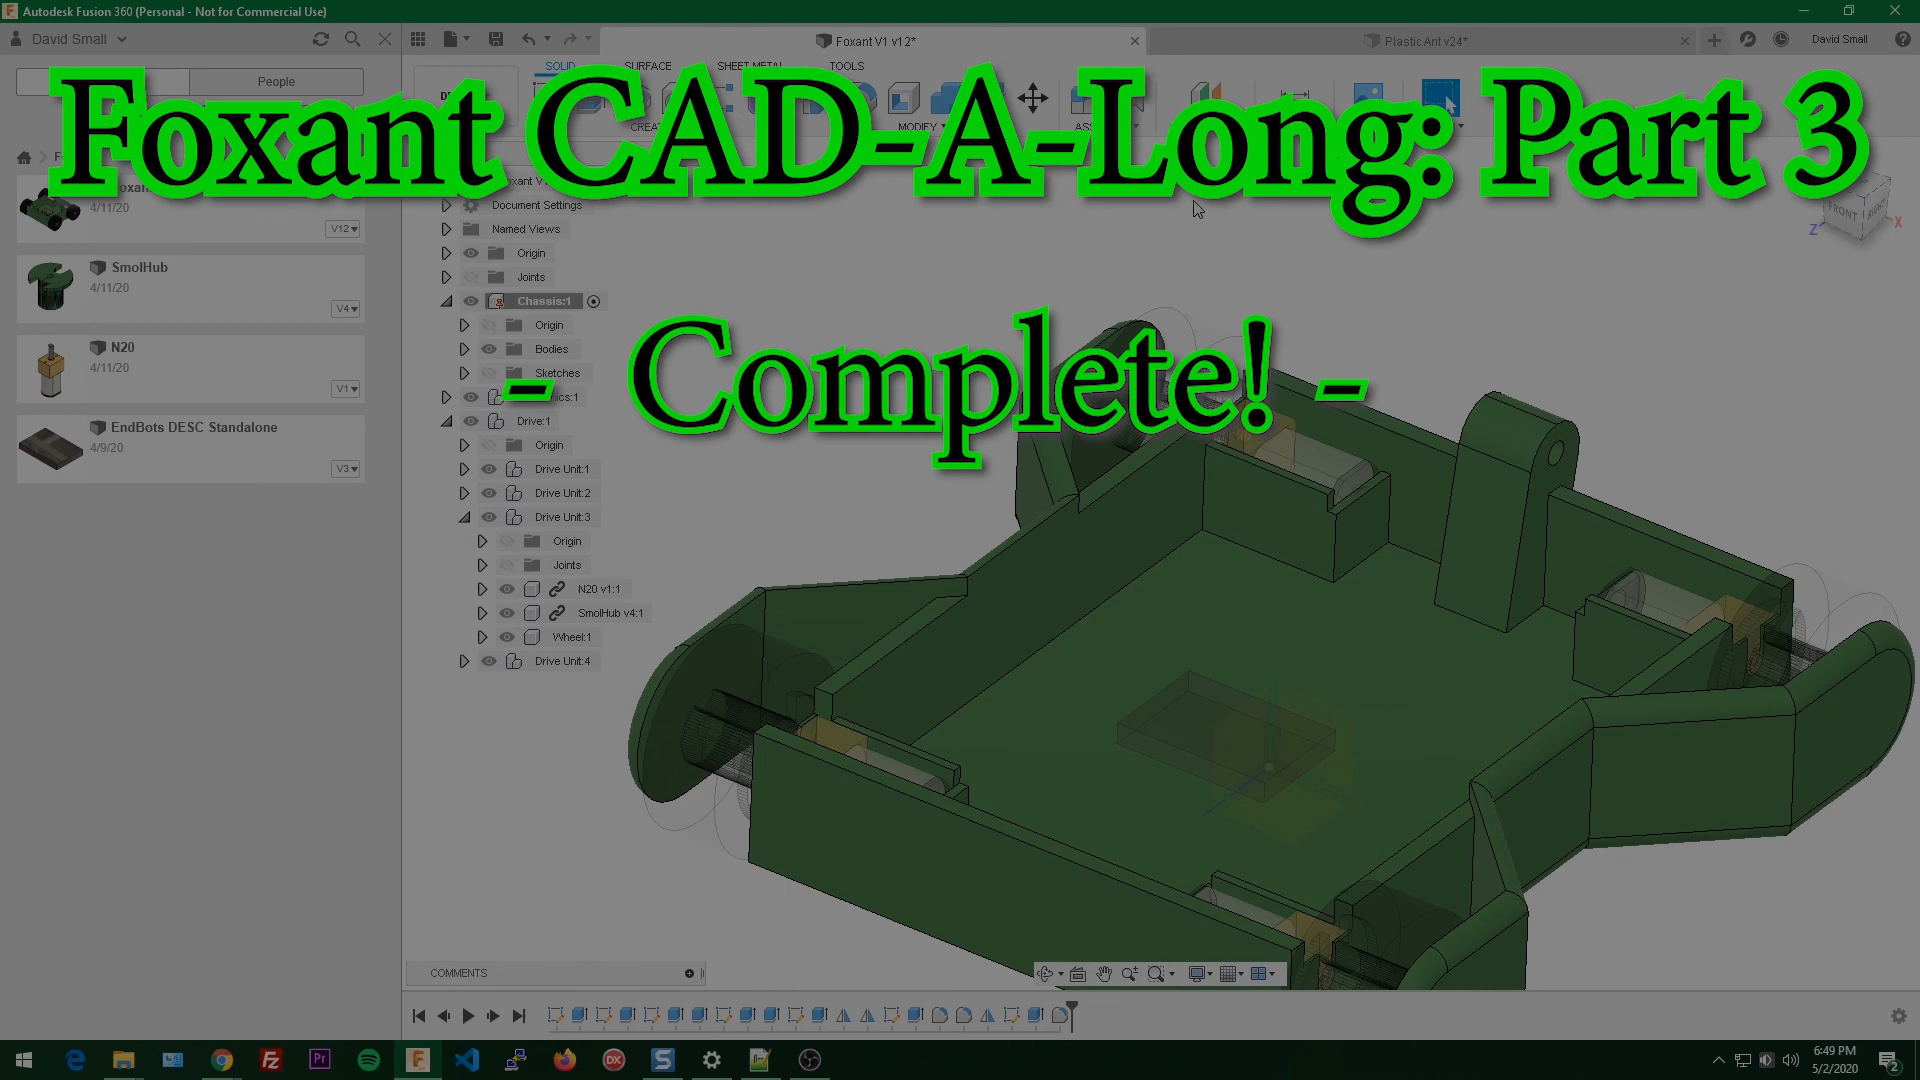 Autodesk Fusion 360 (Personal - Not for Commercial Use)
David Small
Foxant V1 v12*
Plastic Ant v24*
David Small
People
SOLID
SURFACE
SHEET METAL
TOOLS
MODIFY
Foxant CAD-A-Long: Part 3
- Complete! -
4/11/20
V12
SmolHub
4/11/20
V4
N20
4/11/20
V1
EndBots DESC Standalone
4/9/20
V3
Document Settings
Named Views
Origin
Joints
Chassis:1
Origin
Bodies
Sketches
Drive:1
Origin
Drive Unit:1
Drive Unit:2
Drive Unit:3
Origin
Joints
N20 v1:1
SmolHub v4:1
Wheel:1
Drive Unit:4
FRONT
RIGHT
Z
X
COMMENTS
6:49 PM
5/2/2020
2